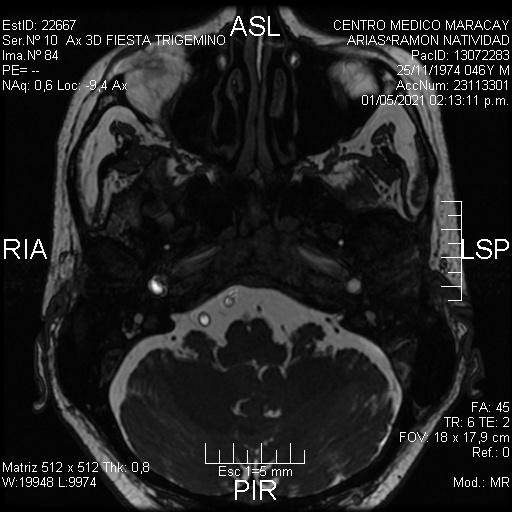 EstID: 22667
Ser.Nº 10 Ax 3D FIESTA TRIGEMINO
Ima.Nº 84
PE= --
NAq: 0,6 Loc: -9,4 Ax
ASL
CENTRO MEDICO MARACAY
ARIAS^RAMON NATIVIDAD
PacID: 13072283
25/11/1974 046Y M
AccNum: 23113301
01/05/2021 02:13:11 p.m.
RIA
LSP
Matriz 512 x 512 Thk: 0,8
W:19948 L:9974
Esc 1=5 mm
PIR
FA: 45
TR: 6 TE: 2
FOV: 18 x 17,9 cm
Ref.: 0
Mod.: MR